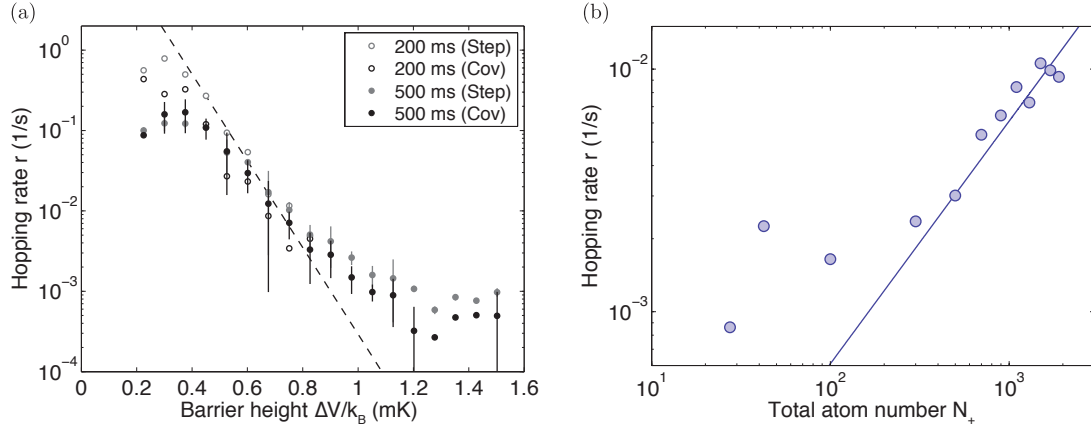 (a)
10^0
10^-1
10^-2
10^-3
10^-4
Hopping rate r (1/s)
200 ms (Step)
200 ms (Cov)
500 ms (Step)
500 ms (Cov)
0 0.2 0.4 0.6 0.8 1 1.2 1.4 1.6
Barrier height ΔV/k_B (mK)
(b)
10^-2
10^-3
Hopping rate r (1/s)
10^1 10^2 10^3
Total atom number N_+